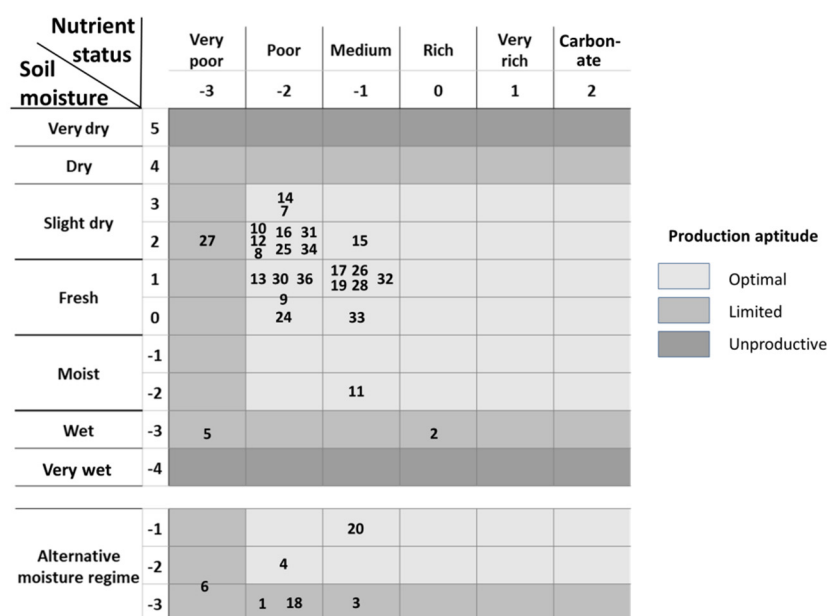 Nutrient
status
Soil
moisture
Very
poor
Poor
Medium
Rich
Very
rich
Carbon-
ate
-3 -2 -1 0 1 2
Very dry 5
Dry 4
Slight dry
3 14
7
2 27 10 16 31 15
12
8 25 34
Fresh
1 13 30 36 17 26 32
19 28
9
0 24 33
Moist
-1
-2 11
Wet -3 5 2
Very wet -4
Alternative
moisture regime
-1 20
-2 4
6
-3 1 18 3
Production aptitude
Optimal
Limited
Unproductive